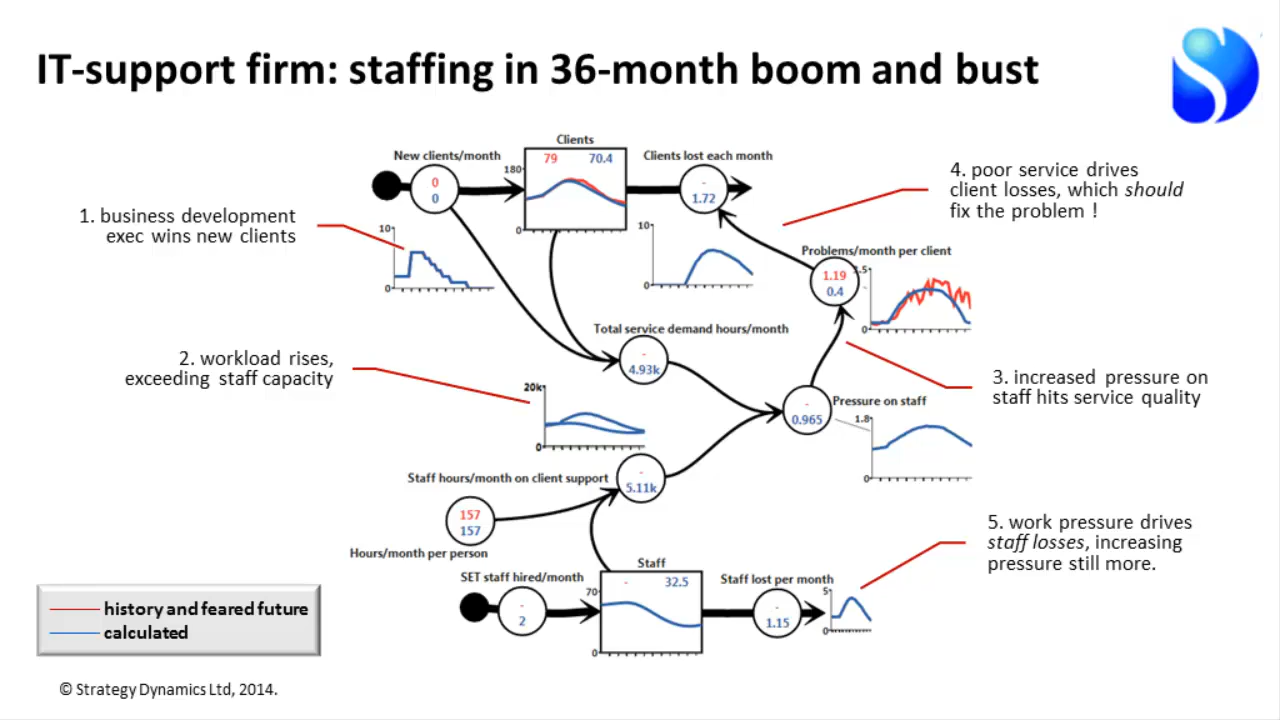 IT-support firm: staffing in 36-month boom and bust
Clients
New clients/month
79 70.4
Clients lost each month
180
0
0
0
-
1.72
10
0
10
0
1. business development
exec wins new clients
4. poor service drives
client losses, which should
fix the problem !
Problems/month per client
1.19
0.4
0
Total service demand hours/month
-
4.93k
2. workload rises,
exceeding staff capacity
20k
0
3. increased pressure on
staff hits service quality
Pressure on staff
-
0.965
1.8
0
Staff hours/month on client support
-
5.11k
157
157
Hours/month per person
5. work pressure drives
staff losses, increasing
pressure still more.
Staff
SET staff hired/month
- 32.5
Staff lost per month
70
0
-
2
-
1.15
5
0
history and feared future
calculated
© Strategy Dynamics Ltd, 2014.